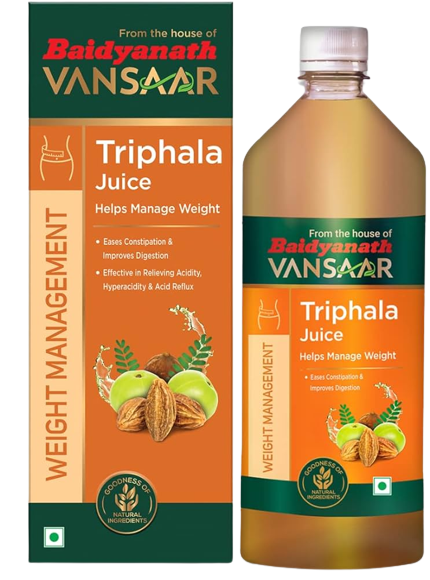 From the house of
Baidyanath
VANSAAR
Triphala
Juice
Helps Manage Weight
• Eases Constipation &
Improves Digestion
• Effective in Relieving Acidity,
Hyperacidity & Acid Reflux
WEIGHT MANAGEMENT
GOODNESS OF
NATURAL
INGREDIENTS
From the house of
Baidyanath
VANSAAR
Triphala
Juice
Helps Manage Weight
• Eases Constipation &
Improves Digestion
WEIGHT MANAGEMENT
GOODNESS OF
NATURAL
INGREDIENTS